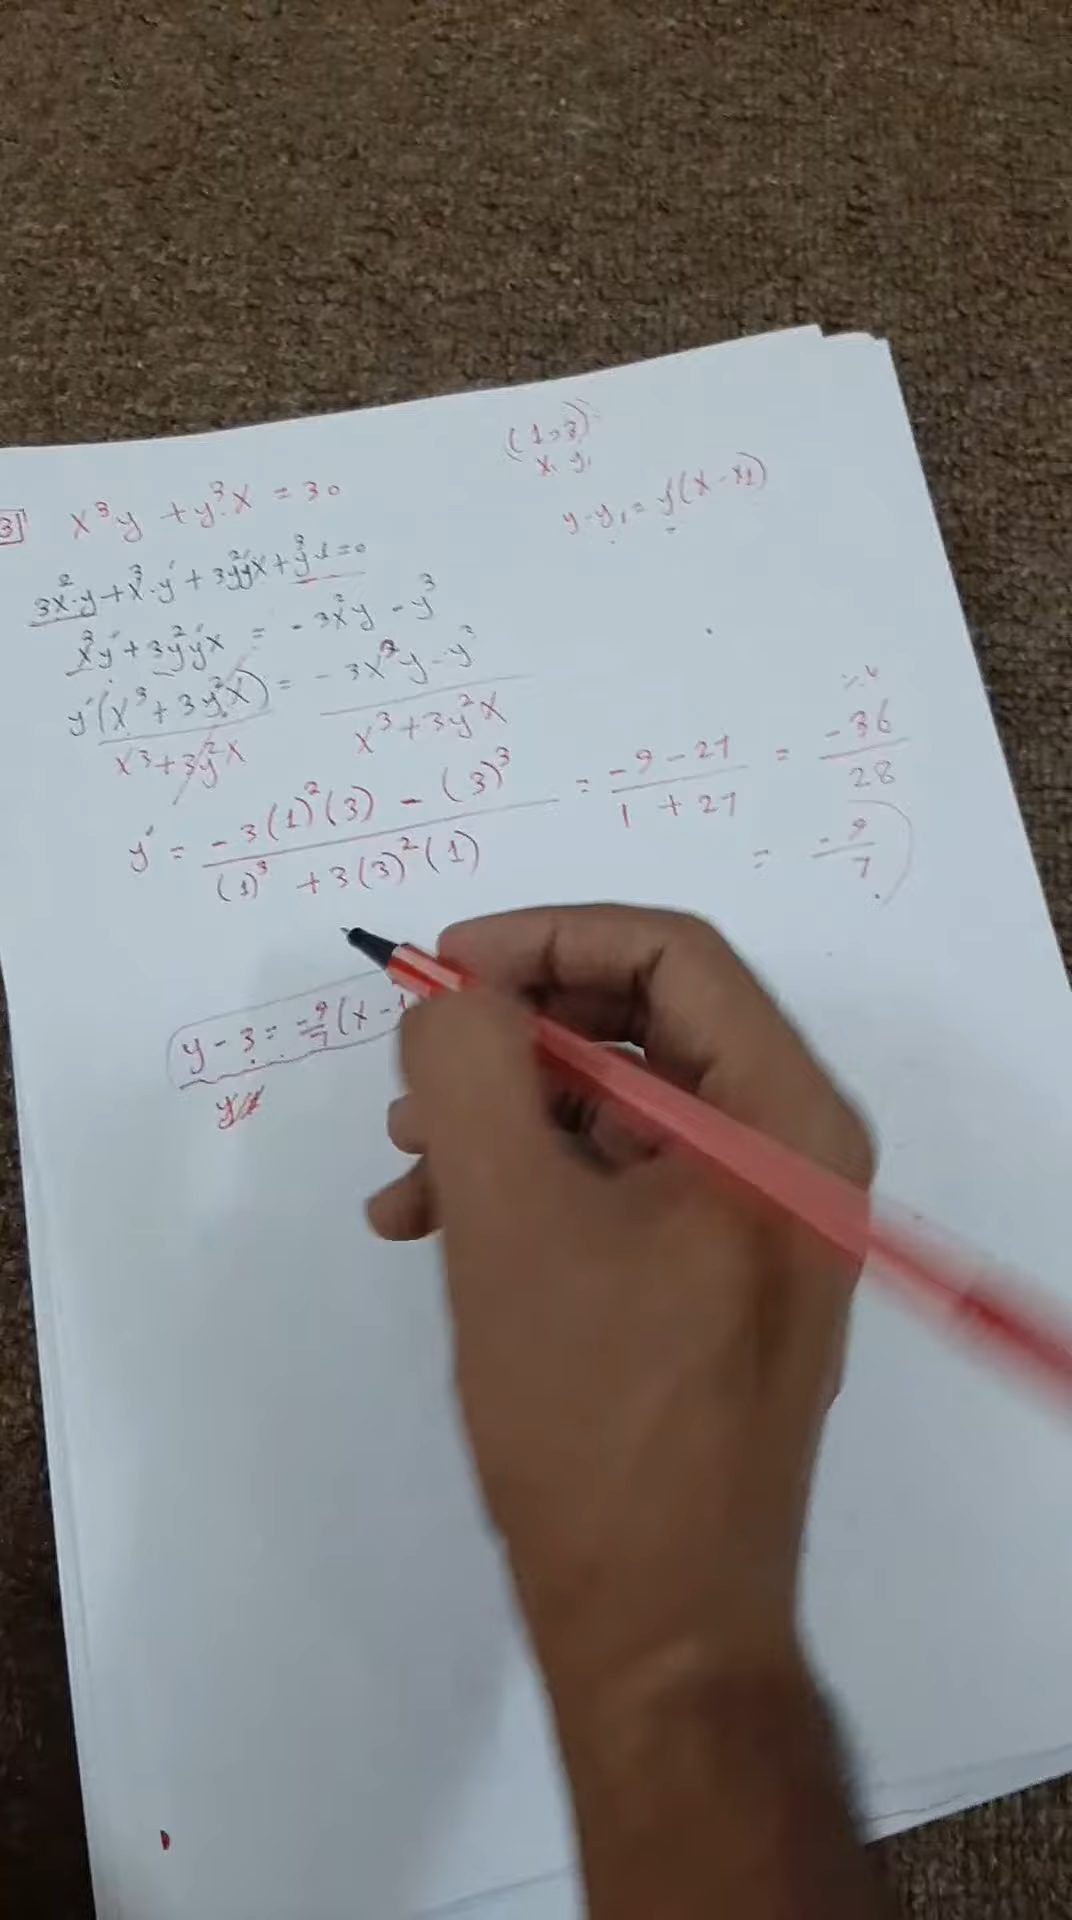 (1,3)
x₁ y₁
3 x³y + y³x = 30
y-y₁ = y'(x-x1)
3x²·y + x³·y' + 3y²y'x + y³·1 = 0
x³y' + 3y²y'x = -3x²y - y³
y'(x³ + 3y²x) = -3x²y - y³
x³+3y²x x³+3y²x
y' = -3(1)²(3) - (3)³ = -9-27 = -36
(1)³ + 3(3)²(1) 1 + 27 28
= -9
7
y - 3 = -9/7 (x - 1
y